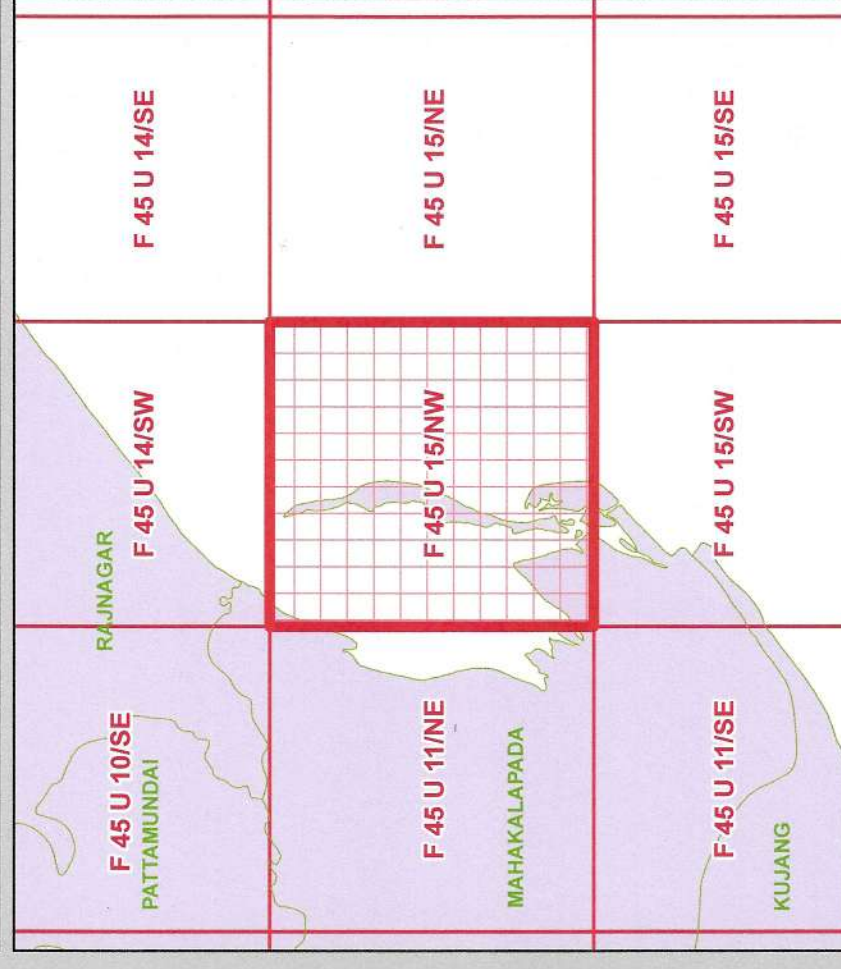 F 45 U 14/SE
F 45 U 15/NE
F 45 U 15/SE
F 45 U 14/SW
F 45 U 15/NW
F 45 U 15/SW
RAJNAGAR
F 45 U 10/SE
PATTAMUNDAI
F 45 U 11/NE
MAHAKALAPADA
F 45 U 11/SE
KUJANG